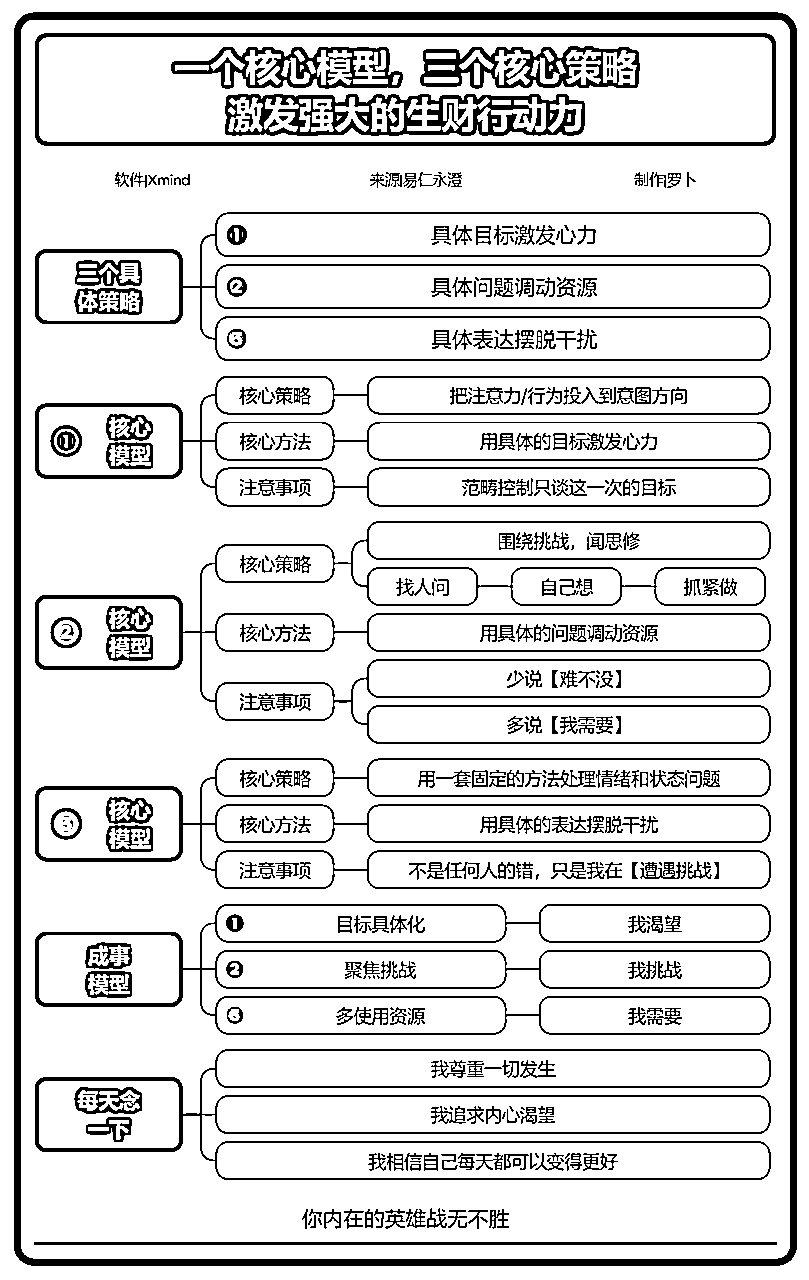 一个核心模型，三个核心策略
激发强大的生财行动力
软件|Xmind 来源|易仁永澄 制作|罗卜
三个具
体策略
❶ 具体目标激发心力
❷ 具体问题调动资源
❸ 具体表达摆脱干扰
① 核心
模型
核心策略 把注意力/行为投入到意图方向
核心方法 用具体的目标激发心力
注意事项 范畴控制只谈这一次的目标
② 核心
模型
核心策略 围绕挑战，闻思修
找人问 自己想 抓紧做
核心方法 用具体的问题调动资源
注意事项 少说【难不没】
多说【我需要】
③ 核心
模型
核心策略 用一套固定的方法处理情绪和状态问题
核心方法 用具体的表达摆脱干扰
注意事项 不是任何人的错，只是我在【遭遇挑战】
成事
模型
❶ 目标具体化 我渴望
❷ 聚焦挑战 我挑战
❸ 多使用资源 我需要
每天念
一下
我尊重一切发生
我追求内心渴望
我相信自己每天都可以变得更好
你内在的英雄战无不胜